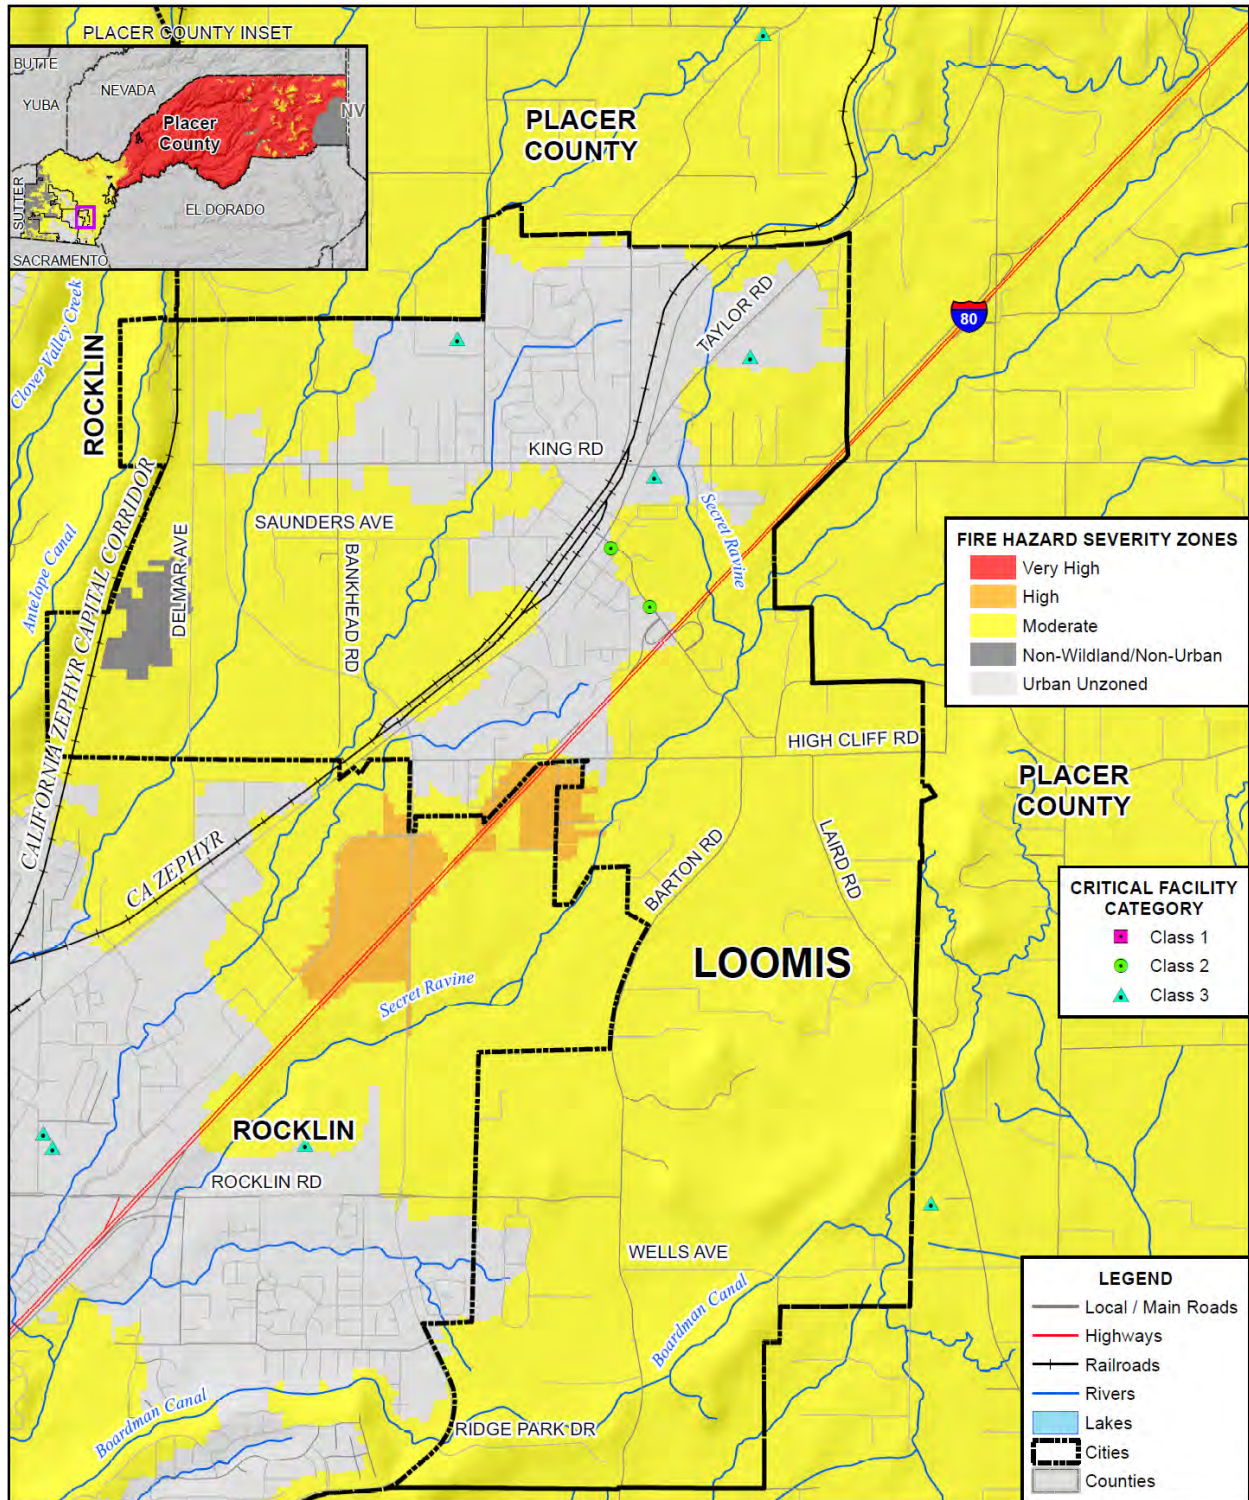 PLACER COUNTY INSET
BUTTE
NEVADA
YUBA
NV
Placer
County
SUTTER
EL DORADO
SACRAMENTO
PLACER
COUNTY
80
TAYLOR RD
Clover Valley Creek
ROCKLIN
KING RD
SAUNDERS AVE
Secret Ravine
Antelope Canal
DELMAR AVE
BANKHEAD RD
CALIFORNIA ZEPHYR CAPITAL CORRIDOR
FIRE HAZARD SEVERITY ZONES
Very High
High
Moderate
Non-Wildland/Non-Urban
Urban Unzoned
HIGH CLIFF RD
PLACER
COUNTY
CA ZEPHYR
BARTON RD
LAIRD RD
CRITICAL FACILITY
CATEGORY
Class 1
Class 2
Class 3
LOOMIS
Secret Ravine
ROCKLIN
ROCKLIN RD
WELLS AVE
Boardman Canal
Boardman Canal
RIDGE PARK DR
LEGEND
Local / Main Roads
Highways
Railroads
Rivers
Lakes
Cities
Counties